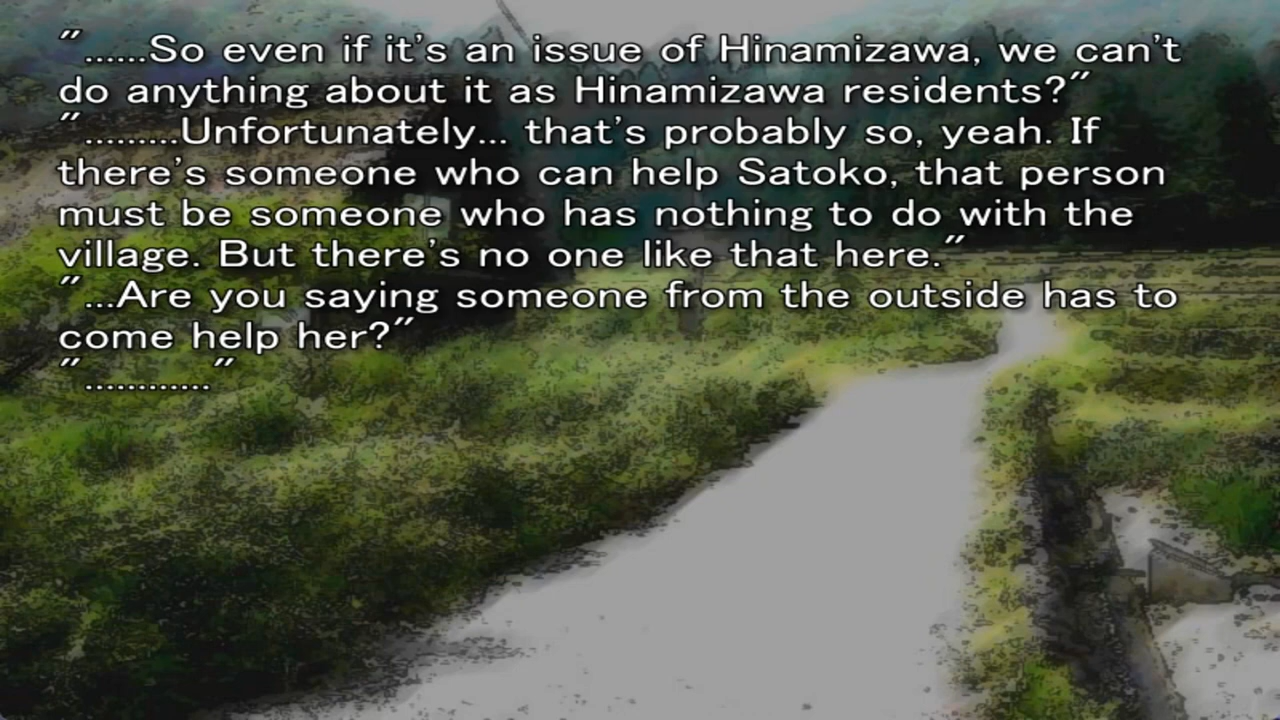 "......So even if it's an issue of Hinamizawa, we can't
do anything about it as Hinamizawa residents?"
".........Unfortunately... that's probably so, yeah. If
there's someone who can help Satoko, that person
must be someone who has nothing to do with the
village. But there's no one like that here."
"...Are you saying someone from the outside has to
come help her?"
"............"